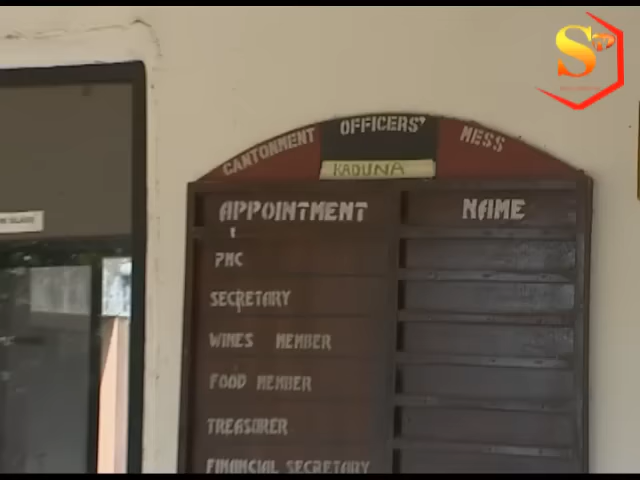 S
CANTONMENT OFFICERS' MESS
KADUNA
APPOINTMENT NAME
PMC
SECRETARY
WINES MEMBER
FOOD MEMBER
TREASURER
FINANCIAL SECRETARY